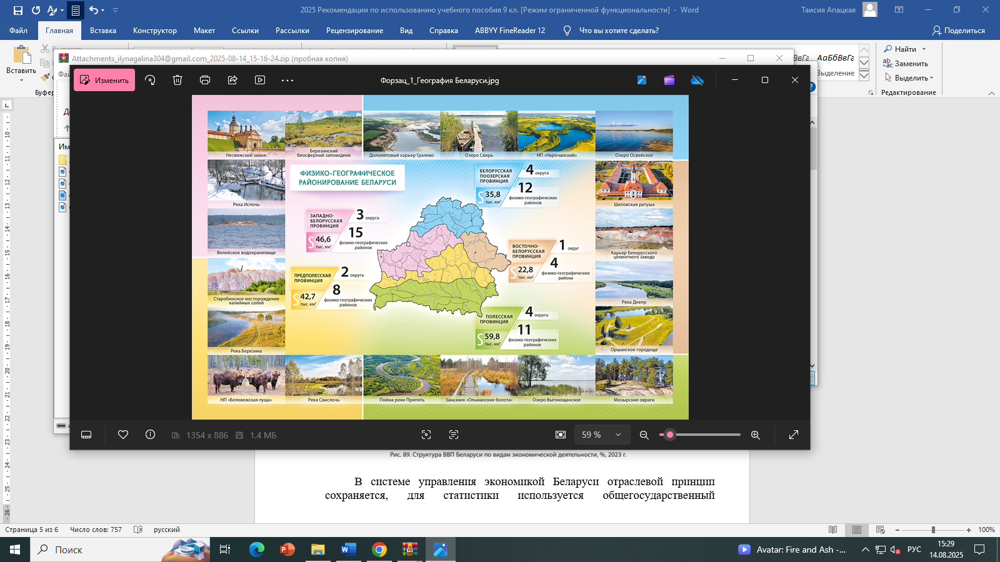 2025 Рекомендации по использованию учебного пособия 9 кл. [Режим ограниченной функциональности] - Word
Таисия Апацкая
Файл Главная Вставка Конструктор Макет Ссылки Рассылки Рецензирование Вид Справка ABBYY FineReader 12 Что вы хотите сделать? Поделиться
Вставить
Найти
Заменить
Выделить
Редактирование
АаБбВвГг
Attachments_ilynagalina304@gmail.com_2025-08-14_15-16-24.zip (пробная копия)
Изменить
Форзац_1_География Беларуси.jpg
Несвижский замок
Березинский
биосферный заповедник
Доломитовый карьер Гралево
Озеро Свирь
НП «Нарочанский»
Озеро Освейское
ФИЗИКО-ГЕОГРАФИЧЕСКОЕ
РАЙОНИРОВАНИЕ БЕЛАРУСИ
БЕЛОРУССКАЯ
ПООЗЕРСКАЯ
ПРОВИНЦИЯ
4 округа
12
физико-географических
районов
S 35,8
тыс. км²
Река Ислочь
Шкловская ратуша
ЗАПАДНО-
БЕЛОРУССКАЯ
ПРОВИНЦИЯ
3 округа
15
физико-географических
районов
S 46,6
тыс. км²
Вилейское водохранилище
Карьер Белорусского
цементного завода
ВОСТОЧНО-
БЕЛОРУССКАЯ
ПРОВИНЦИЯ
1 округ
4
физико-географических
района
S 22,8
тыс. км²
ПРЕДПОЛЕССКАЯ
ПРОВИНЦИЯ
2 округа
8
физико-географических
районов
S 42,7
тыс. км²
Старобинское месторождение
калийных солей
Река Днепр
ПОЛЕССКАЯ
ПРОВИНЦИЯ
4 округа
11
физико-географических
районов
S 59,8
тыс. км²
Река Березина
Оршанское городище
НП «Беловежская пуща»
Река Свислочь
Пойма реки Припять
Заказник «Ольманские болота»
Озеро Выгонощанское
Мозырские овраги
1354 x 886 1.4 МБ
59 %
Рис. 89. Структура ВВП Беларуси по видам экономической деятельности, %, 2023 г.
В системе управления экономикой Беларуси отраслевой принцип
сохраняется, для статистики используется общегосударственный
Страница 5 из 6 Число слов: 757 русский
100%
Поиск
Avatar: Fire and Ash -...
РУС
15:29
14.08.2025